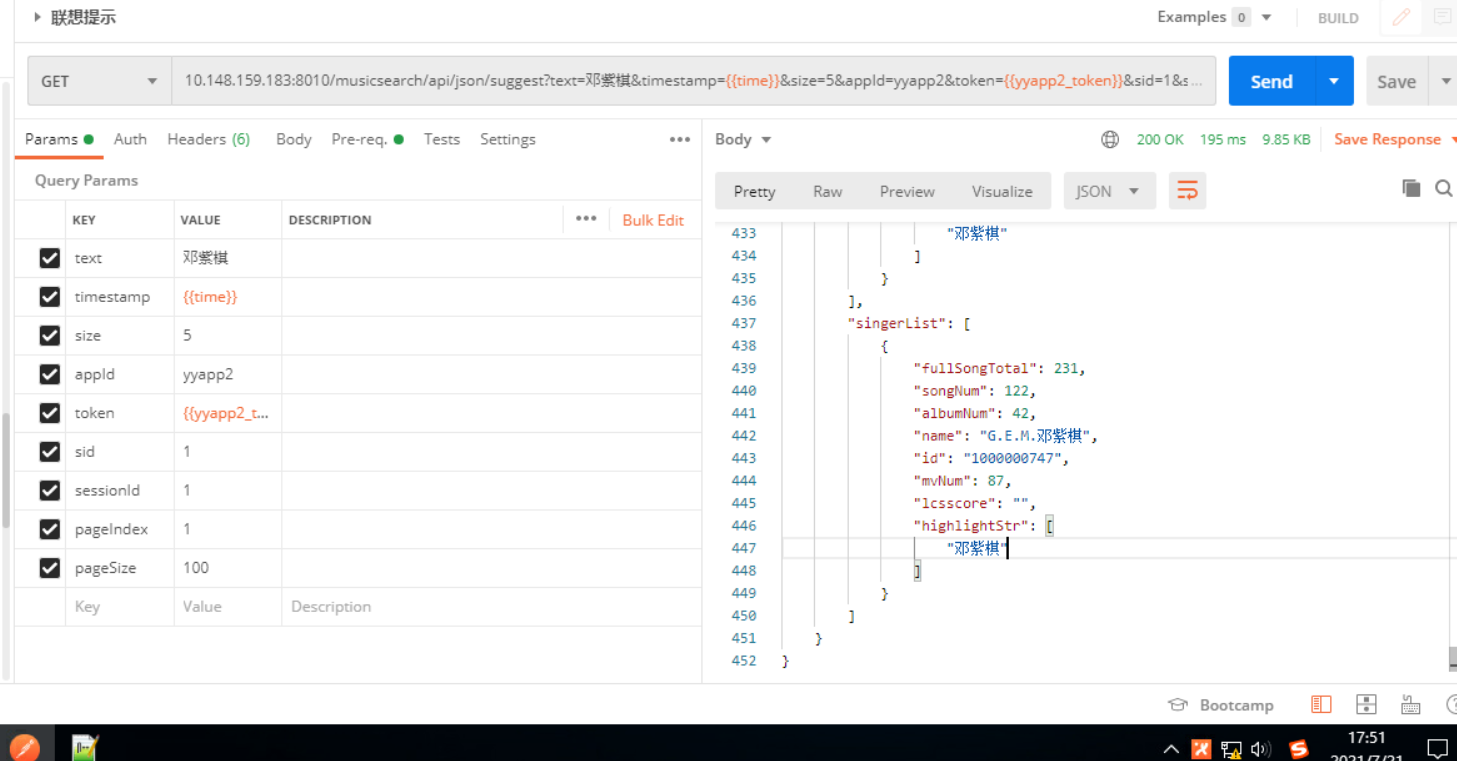 联想提示
Examples 0
BUILD
GET
10.148.159.183:8010/musicsearch/api/json/suggest?text=邓紫棋&timestamp={{time}}&size=5&appId=yyapp2&token={{yyapp2_token}}&sid=1&s...
Send
Save
Params
Auth
Headers (6)
Body
Pre-req.
Tests
Settings
Query Params
KEY VALUE DESCRIPTION
Bulk Edit
text 邓紫棋
timestamp {{time}}
size 5
appId yyapp2
token {{yyapp2_t...
sid 1
sessionId 1
pageIndex 1
pageSize 100
Key Value Description
Body
200 OK 195 ms 9.85 KB Save Response
Pretty Raw Preview Visualize JSON
433 "邓紫棋"
434 ]
435 }
436 ],
437 "singerList": [
438 {
439 "fullSongTotal": 231,
440 "songNum": 122,
441 "albumNum": 42,
442 "name": "G.E.M.邓紫棋",
443 "id": "1000000747",
444 "mvNum": 87,
445 "lcsscore": "",
446 "highlightStr": [
447 "邓紫棋"
448 ]
449 }
450 ]
451 }
452 }
Bootcamp
17:51
2021/7/21